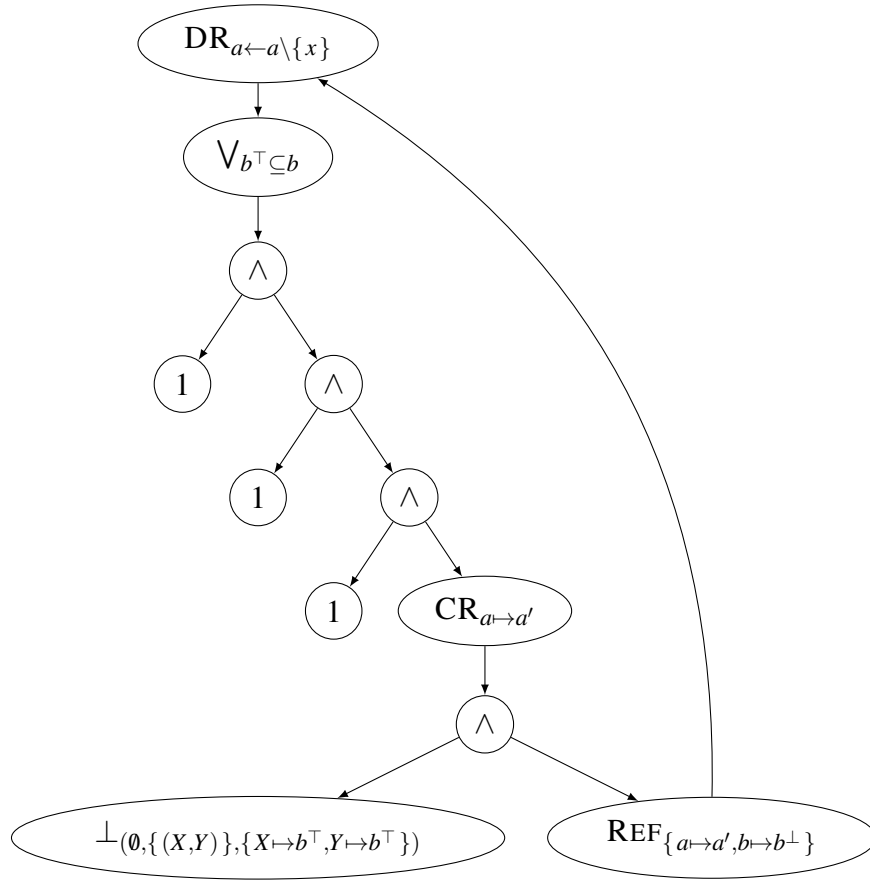 DR_{a←a\{x}}
⋁_{b^⊤⊆b}
∧
1
∧
1
∧
1
CR_{a↦a′}
∧
⊥_{(∅,{(X,Y)},{X↦b^⊤,Y↦b^⊤})}
REF_{{a↦a′,b↦b^⊥}}